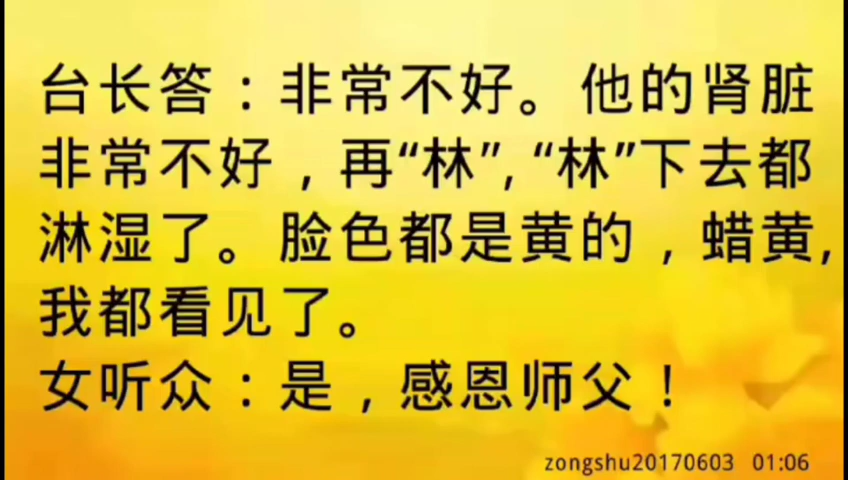 台长答：非常不好。他的肾脏
非常不好，再“林”, “林”下去都
淋湿了。脸色都是黄的，蜡黄,
我都看见了。
女听众：是，感恩师父！
zongshu20170603 01:06